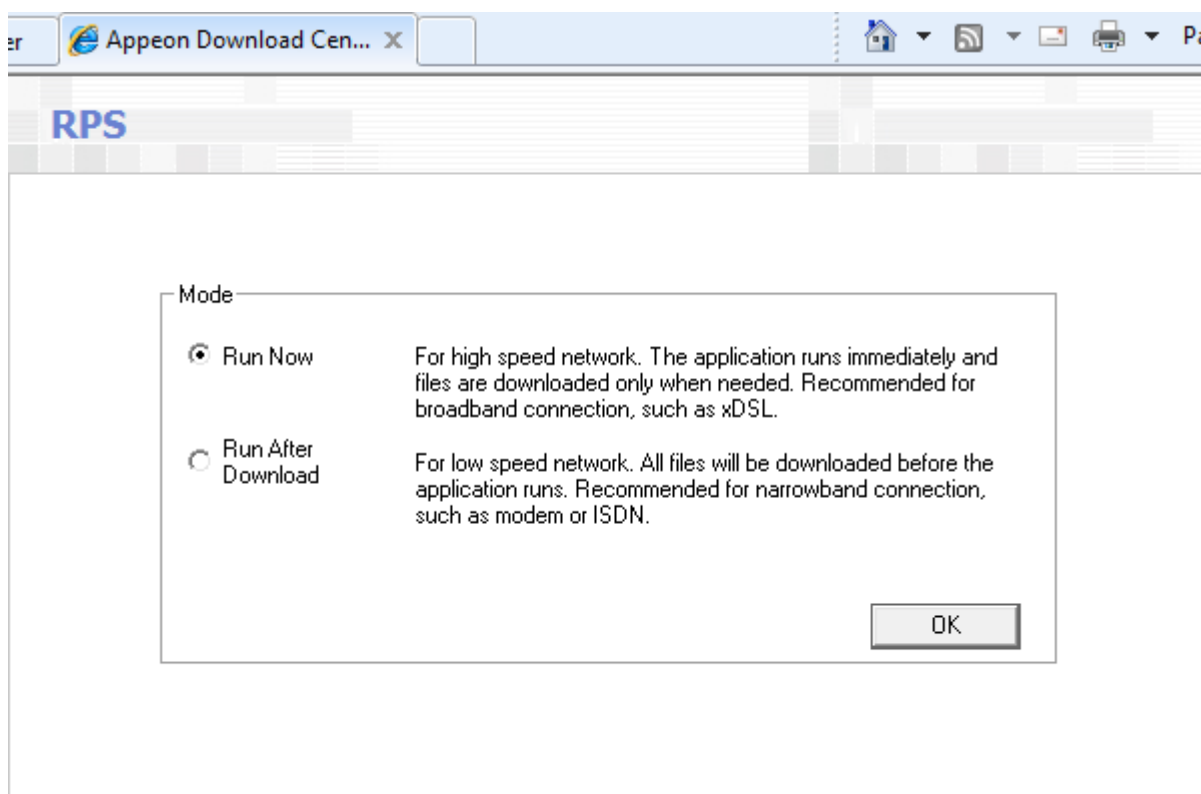 er
Appeon Download Cen...
Pa
RPS
Mode
Run Now
For high speed network. The application runs immediately and
files are downloaded only when needed. Recommended for
broadband connection, such as xDSL.
Run After
Download
For low speed network. All files will be downloaded before the
application runs. Recommended for narrowband connection,
such as modem or ISDN.
OK